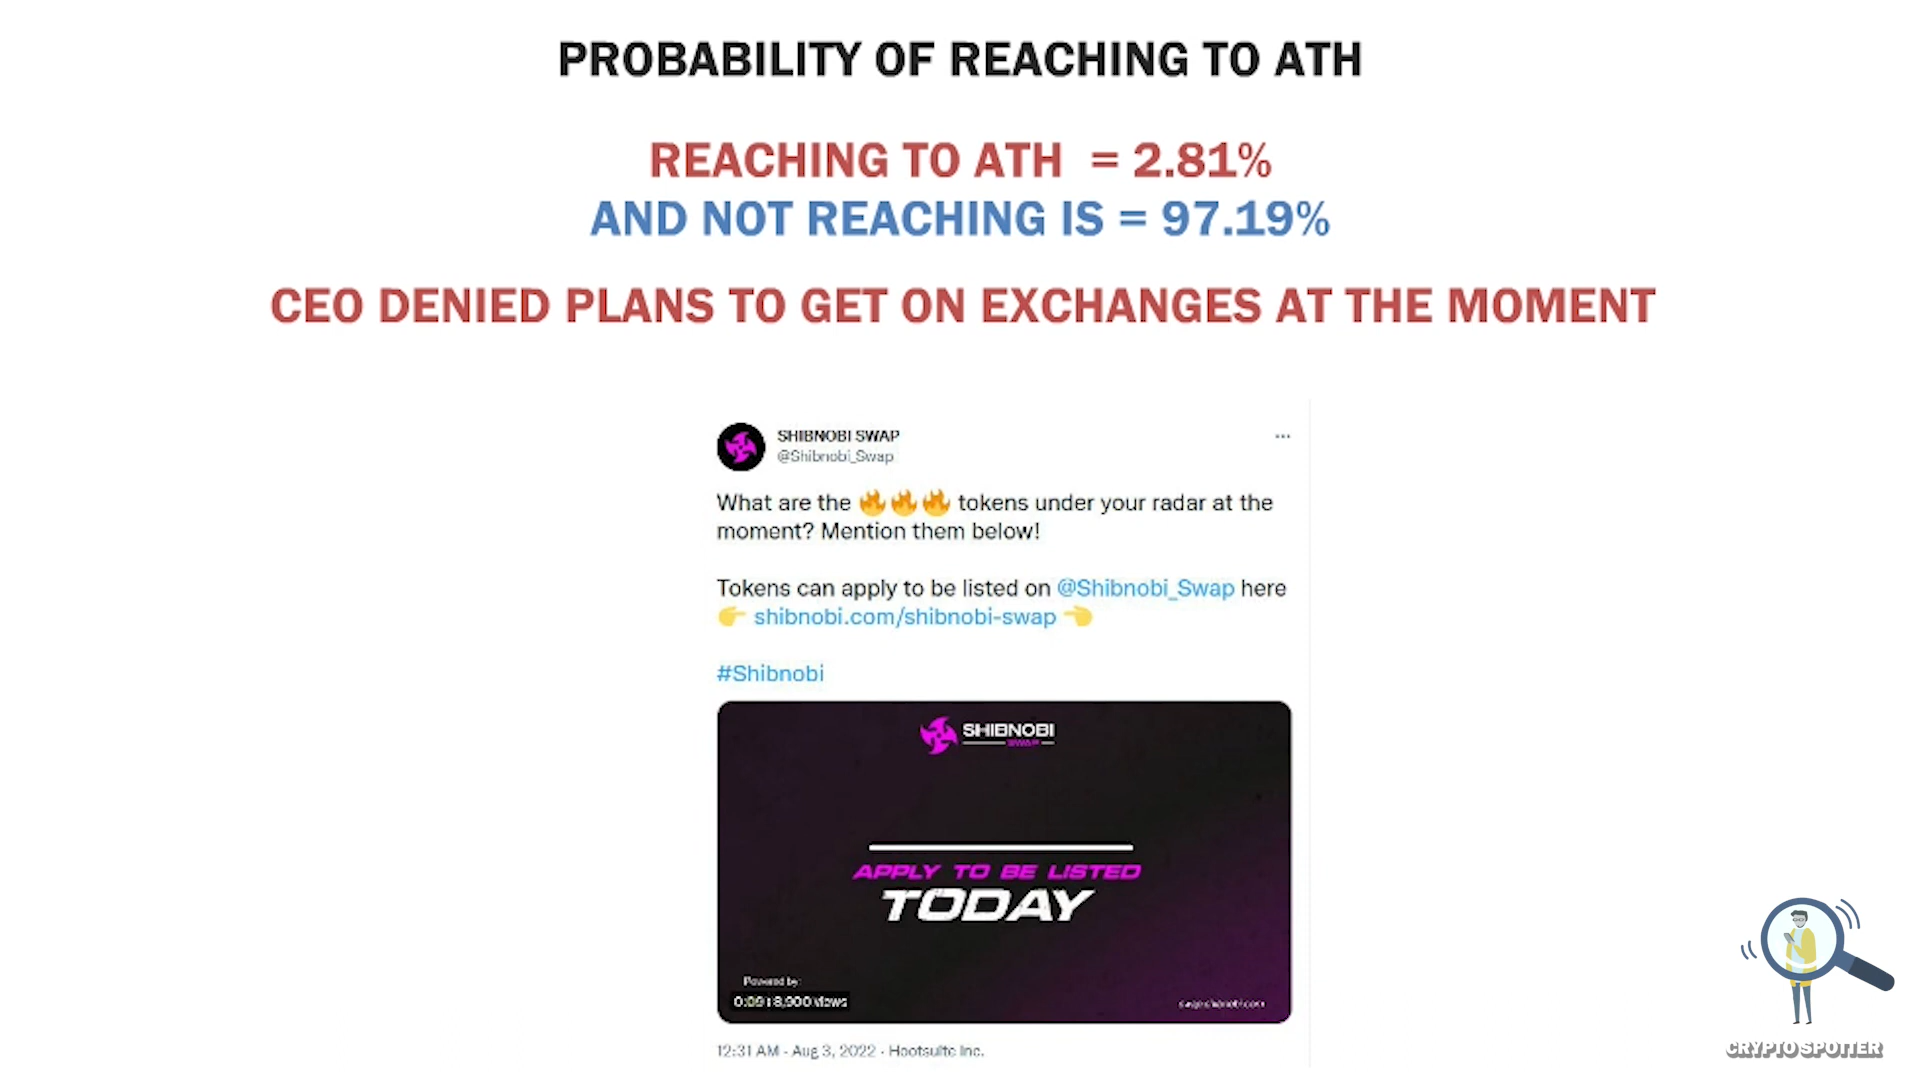 PROBABILITY OF REACHING TO ATH
REACHING TO ATH = 2.81%
AND NOT REACHING IS = 97.19%
CEO DENIED PLANS TO GET ON EXCHANGES AT THE MOMENT
SHIBNOBI SWAP
@Shibnobi_Swap
What are the 🔥🔥🔥 tokens under your radar at the
moment? Mention them below!
Tokens can apply to be listed on @Shibnobi_Swap here
👉 shibnobi.com/shibnobi-swap 👈
#Shibnobi
SHIBNOBI
SWAP
APPLY TO BE LISTED
TODAY
Powered by:
8,900 views
12:31 AM - Aug 3, 2022 - Hootsuite Inc.
CRYPTO SPOTTER